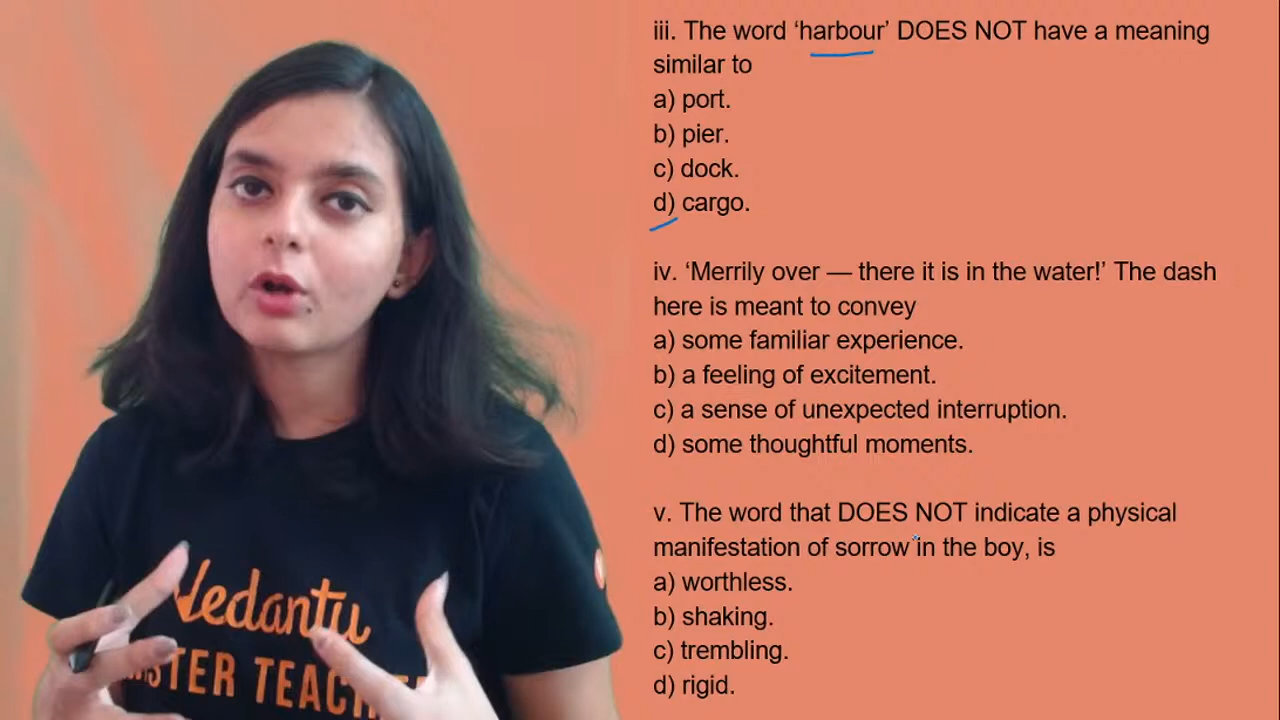 iii. The word ‘harbour’ DOES NOT have a meaning
similar to
a) port.
b) pier.
c) dock.
d) cargo.
iv. ‘Merrily over — there it is in the water!’ The dash
here is meant to convey
a) some familiar experience.
b) a feeling of excitement.
c) a sense of unexpected interruption.
d) some thoughtful moments.
v. The word that DOES NOT indicate a physical
manifestation of sorrow in the boy, is
a) worthless.
b) shaking.
c) trembling.
d) rigid.
Vedantu